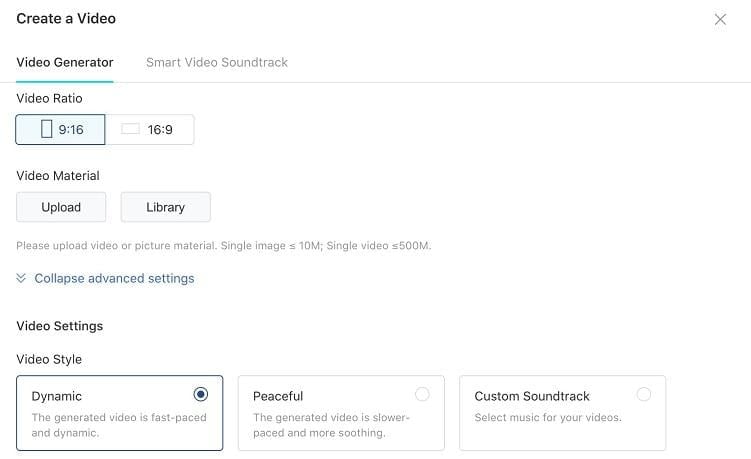 Create a Video
Video Generator
Smart Video Soundtrack
Video Ratio
9:16
16:9
Video Material
Upload
Library
Please upload video or picture material. Single image ≤ 10M; Single video ≤500M.
Collapse advanced settings
Video Settings
Video Style
Dynamic
The generated video is fast-paced
and dynamic.
Peaceful
The generated video is slower-
paced and more soothing.
Custom Soundtrack
Select music for your videos.